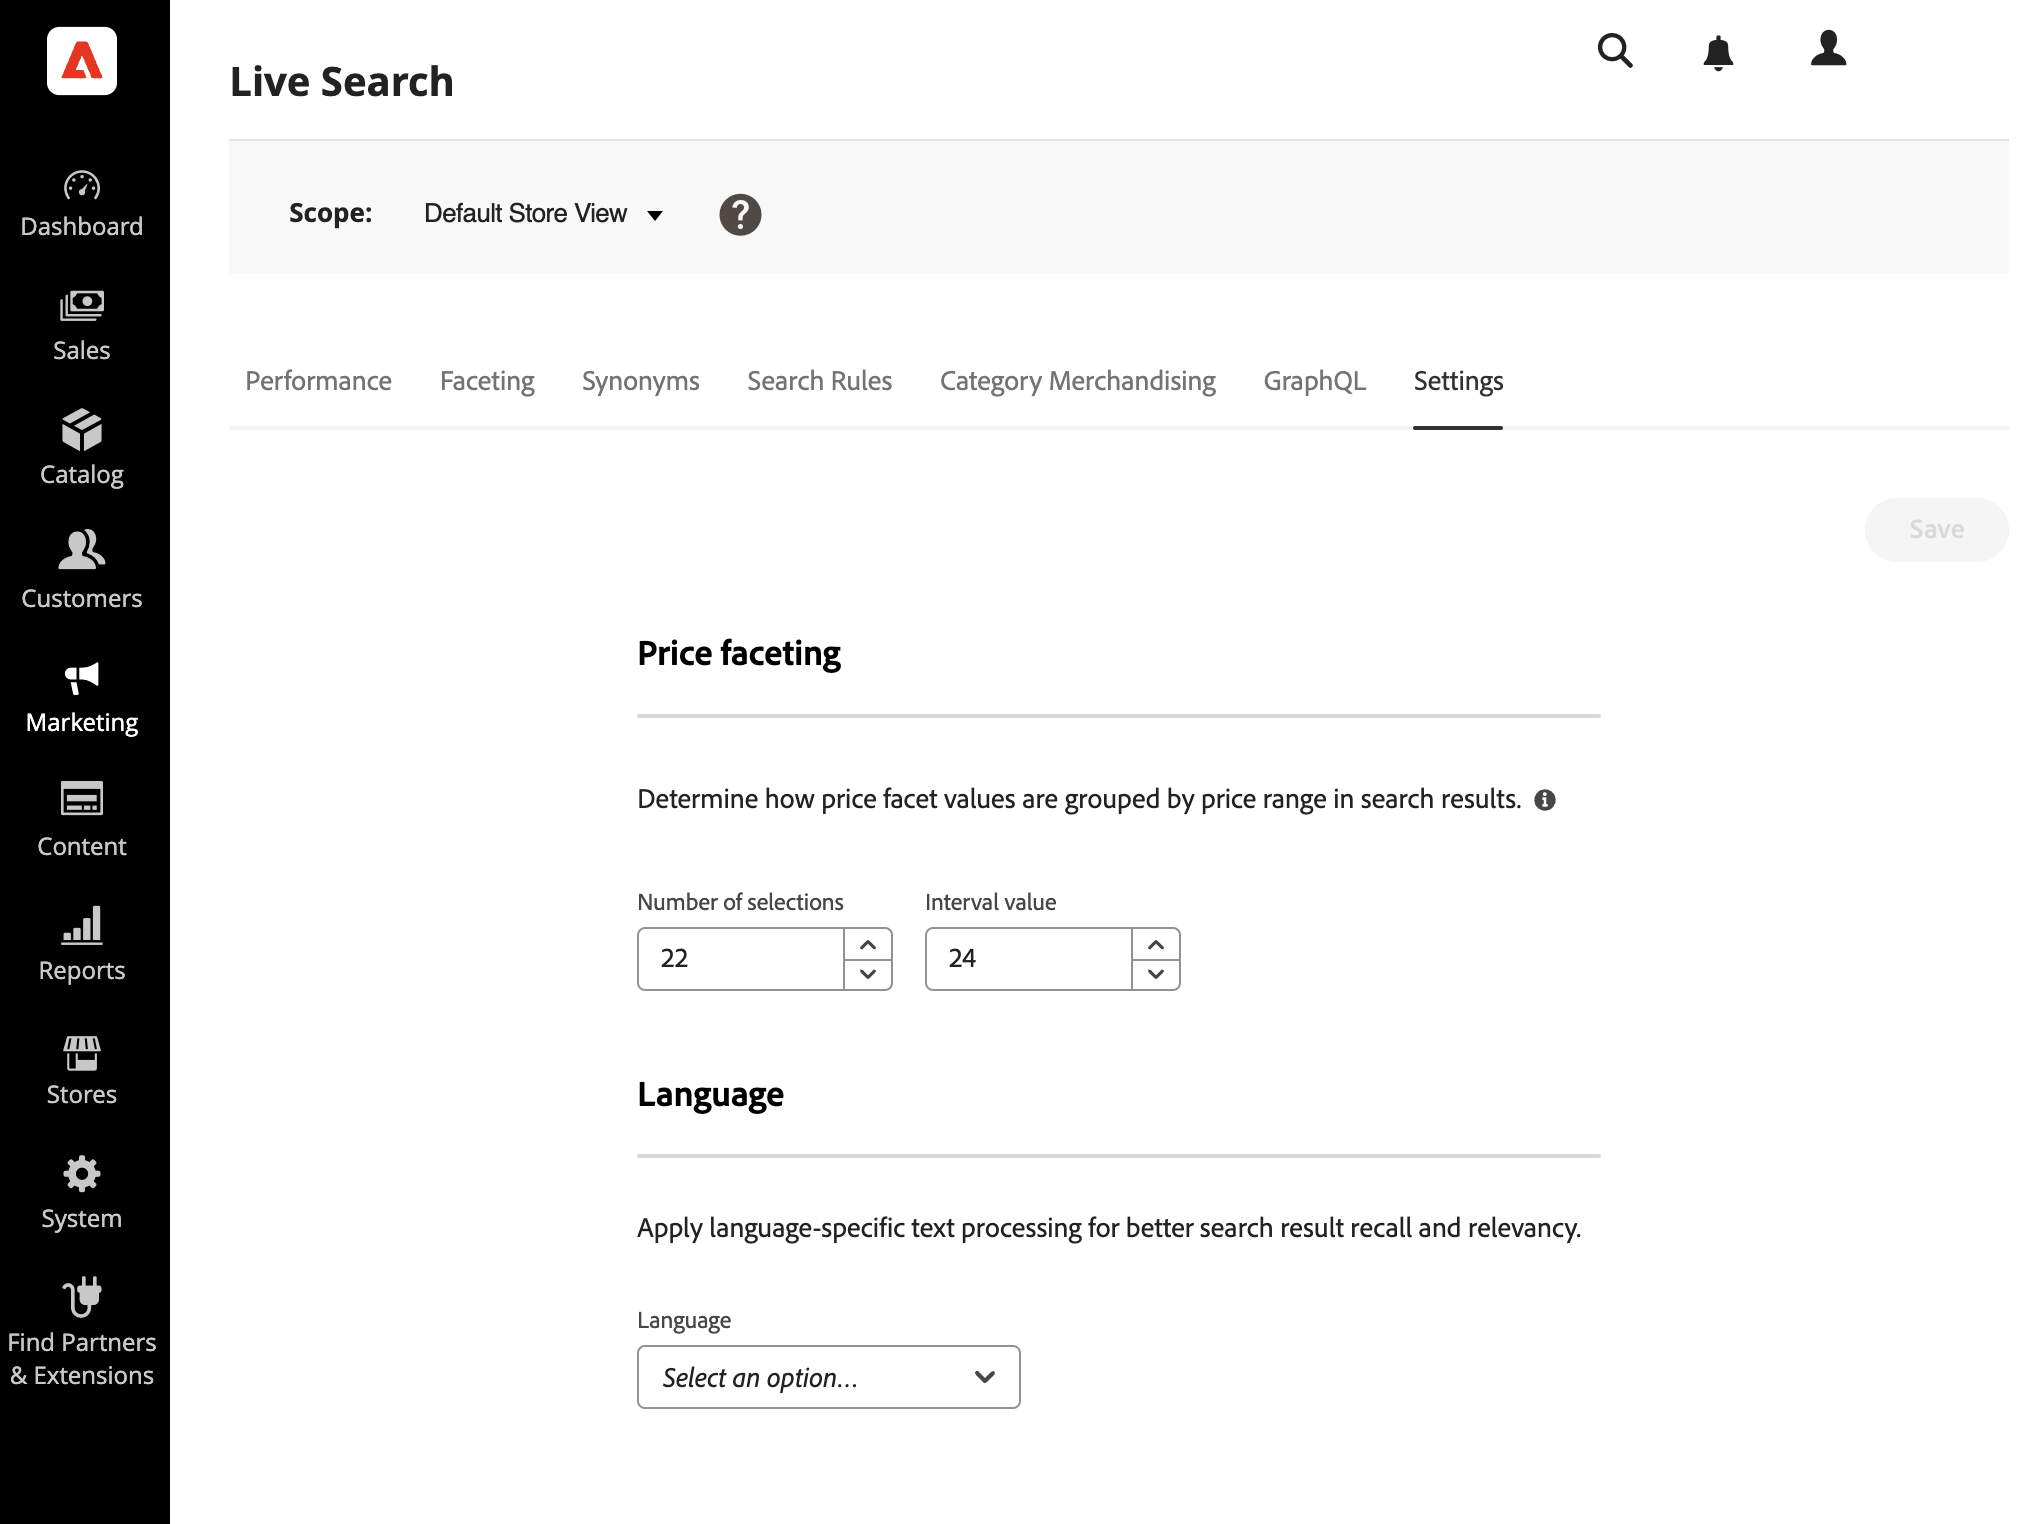 Live Search
Scope: Default Store View
Dashboard
Sales
Catalog
Customers
Marketing
Content
Reports
Stores
System
Find Partners
& Extensions
Performance Faceting Synonyms Search Rules Category Merchandising GraphQL Settings
Save
Price faceting
Determine how price facet values are grouped by price range in search results.
Number of selections Interval value
22 24
Language
Apply language-specific text processing for better search result recall and relevancy.
Language
Select an option...